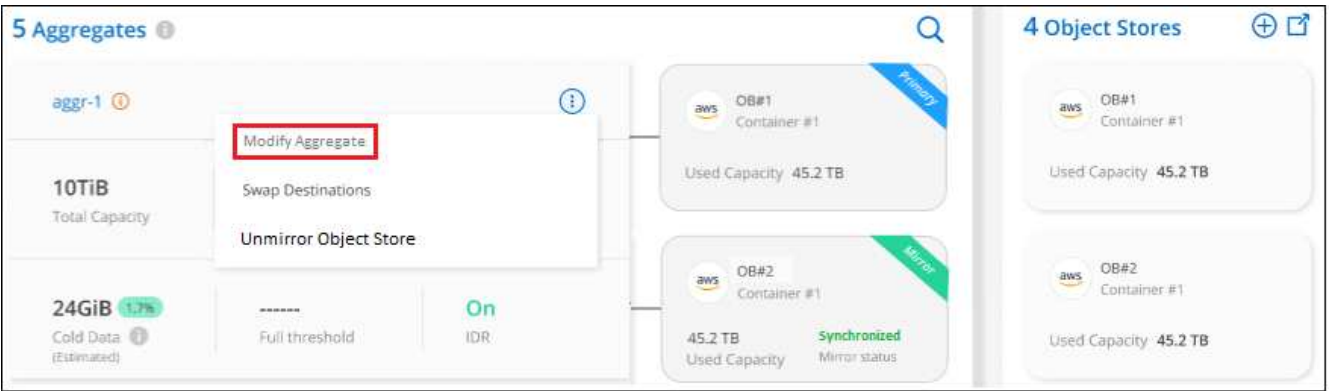 5 Aggregates
4 Object Stores
aggr-1
Modify Aggregate
Swap Destinations
Unmirror Object Store
10TiB
Total Capacity
24GiB 1.7%
Cold Data
(Estimated)
------
Full threshold
On
IDR
Primary
aws
OB#1
Container #1
Used Capacity 45.2 TB
Mirror
aws
OB#2
Container #1
45.2 TB
Used Capacity
Synchronized
Mirror status
aws
OB#1
Container #1
Used Capacity 45.2 TB
aws
OB#2
Container #1
Used Capacity 45.2 TB